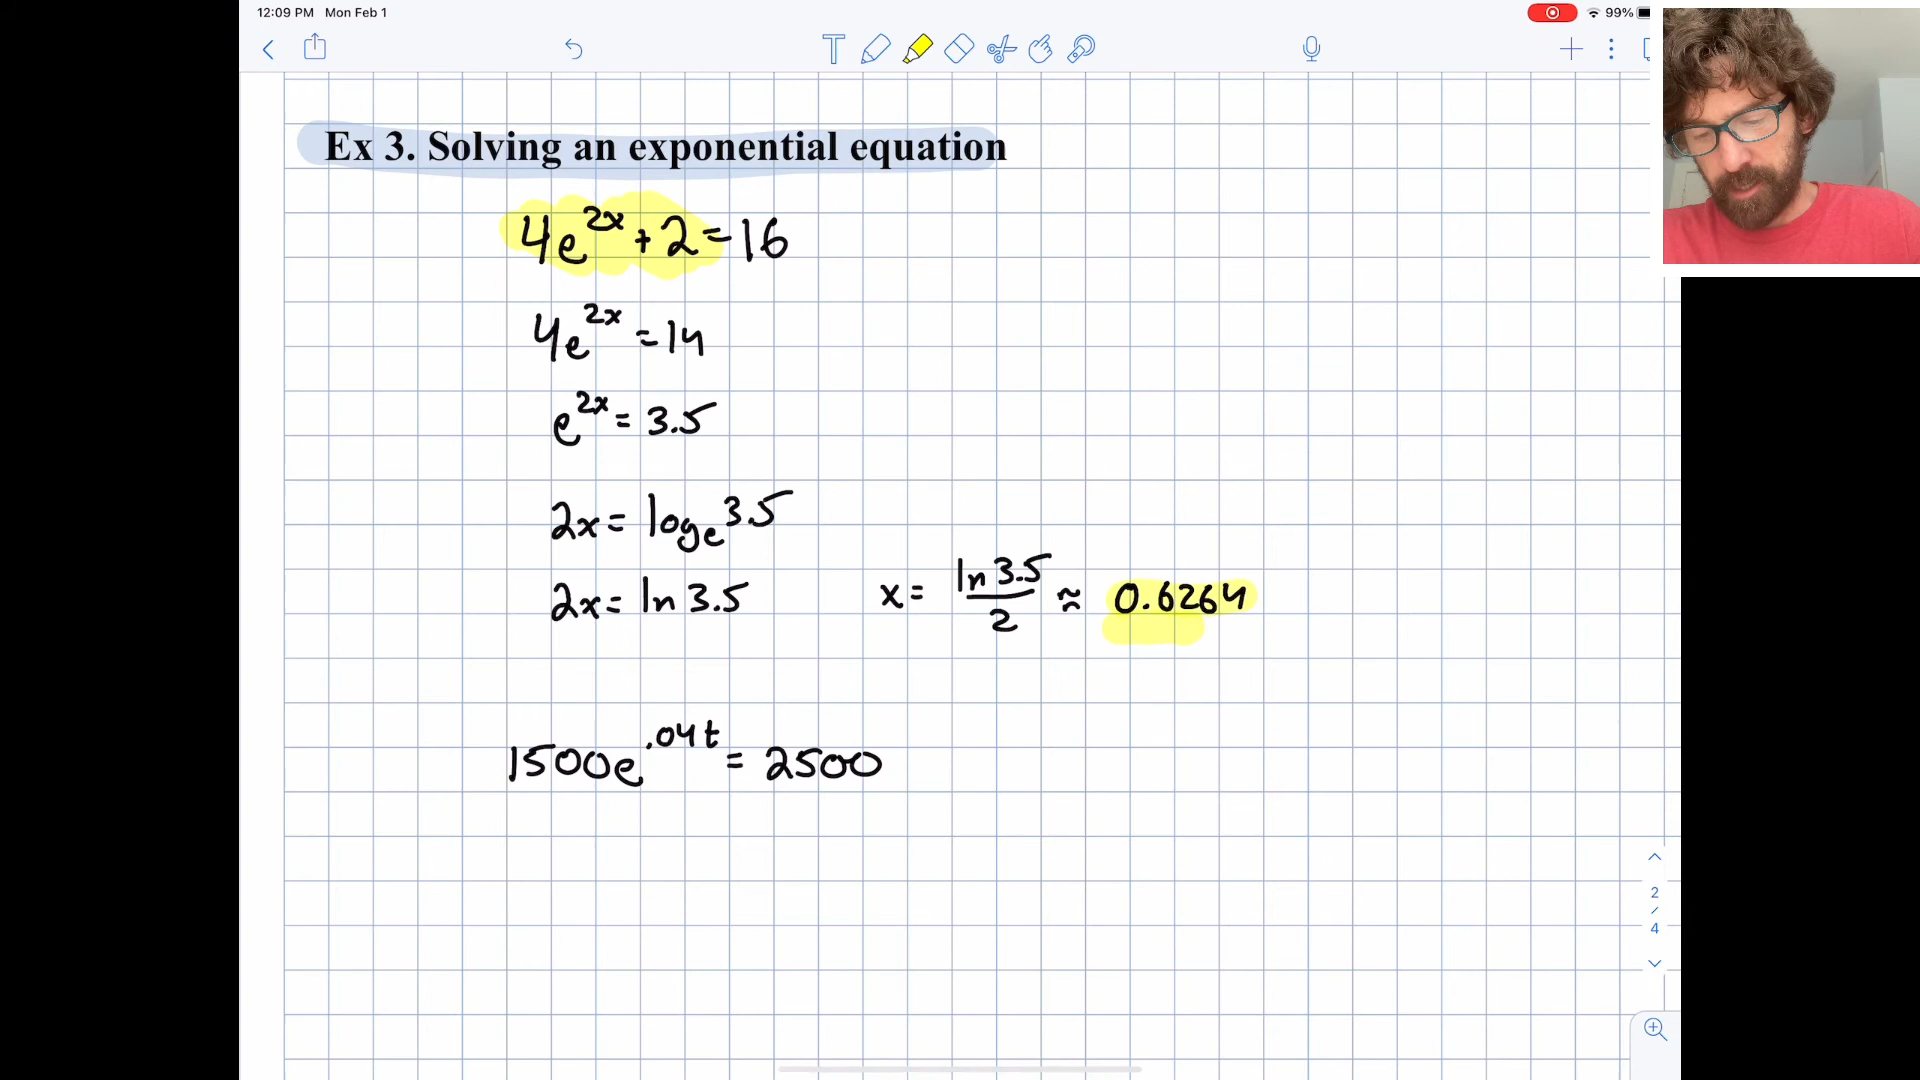 12:09 PM Mon Feb 1
99%
Ex 3. Solving an exponential equation
4e^{2x} + 2 = 16
4e^{2x} = 14
e^{2x} = 3.5
2x = log_e 3.5
2x = ln 3.5
x = ln 3.5 / 2 ≈ 0.6264
1500e^{.04t} = 2500
2 / 4